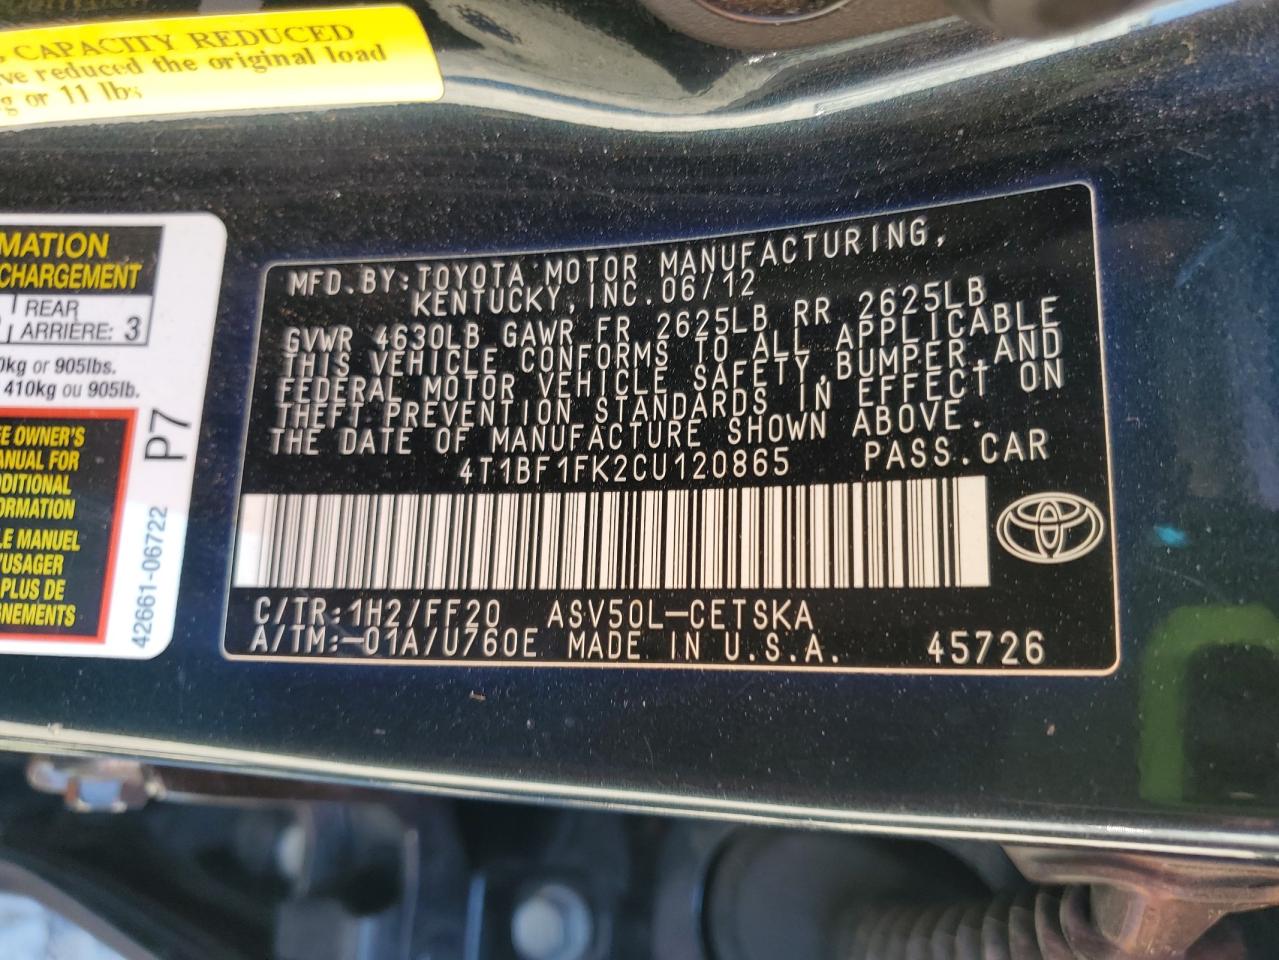 CAPACITY REDUCED
ve reduced the original load
g or 11 lbs
MATION
CHARGEMENT
REAR
ARRIÈRE: 3
0kg or 905lbs.
410kg ou 905lb.
EE OWNER'S
ANUAL FOR
DDITIONAL
FORMATION
LE MANUEL
'USAGER
PLUS DE
GNEMENTS
P7
42661-06722
MFD. BY: TOYOTA MOTOR MANUFACTURING,
KENTUCKY, INC. 06/12
GVWR 4630LB GAWR FR 2625LB RR 2625LB
THIS VEHICLE CONFORMS TO ALL APPLICABLE
FEDERAL MOTOR VEHICLE SAFETY, BUMPER, AND
THEFT PREVENTION STANDARDS IN EFFECT ON
THE DATE OF MANUFACTURE SHOWN ABOVE.
4T1BF1FK2CU120865 PASS. CAR
C/TR: 1H2/FF20 ASV50L-CETSKA
A/TM:-01A/U760E MADE IN U.S.A. 45726